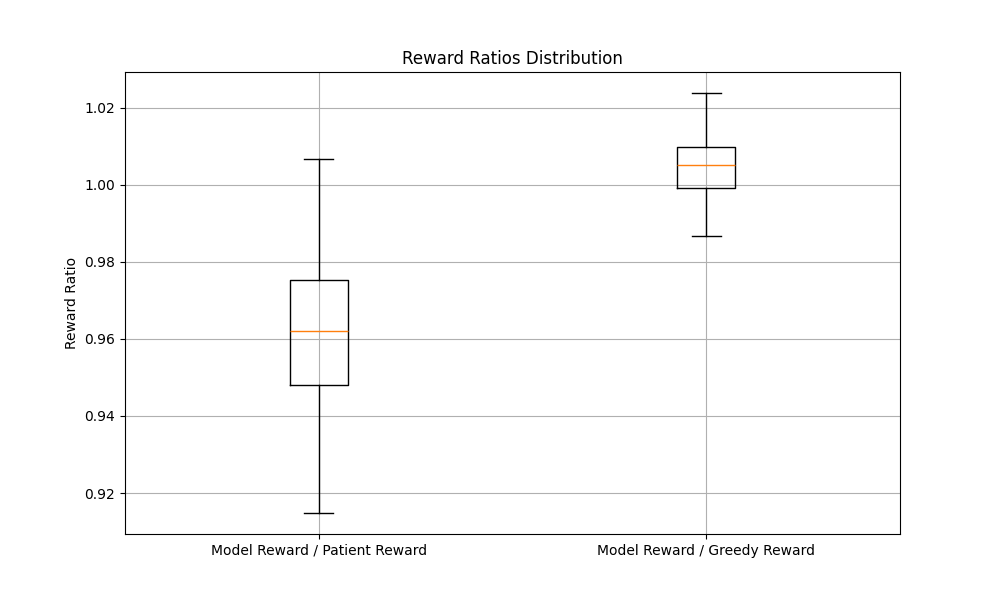 Reward Ratios Distribution
Reward Ratio
1.02
1.00
0.98
0.96
0.94
0.92
Model Reward / Patient Reward
Model Reward / Greedy Reward